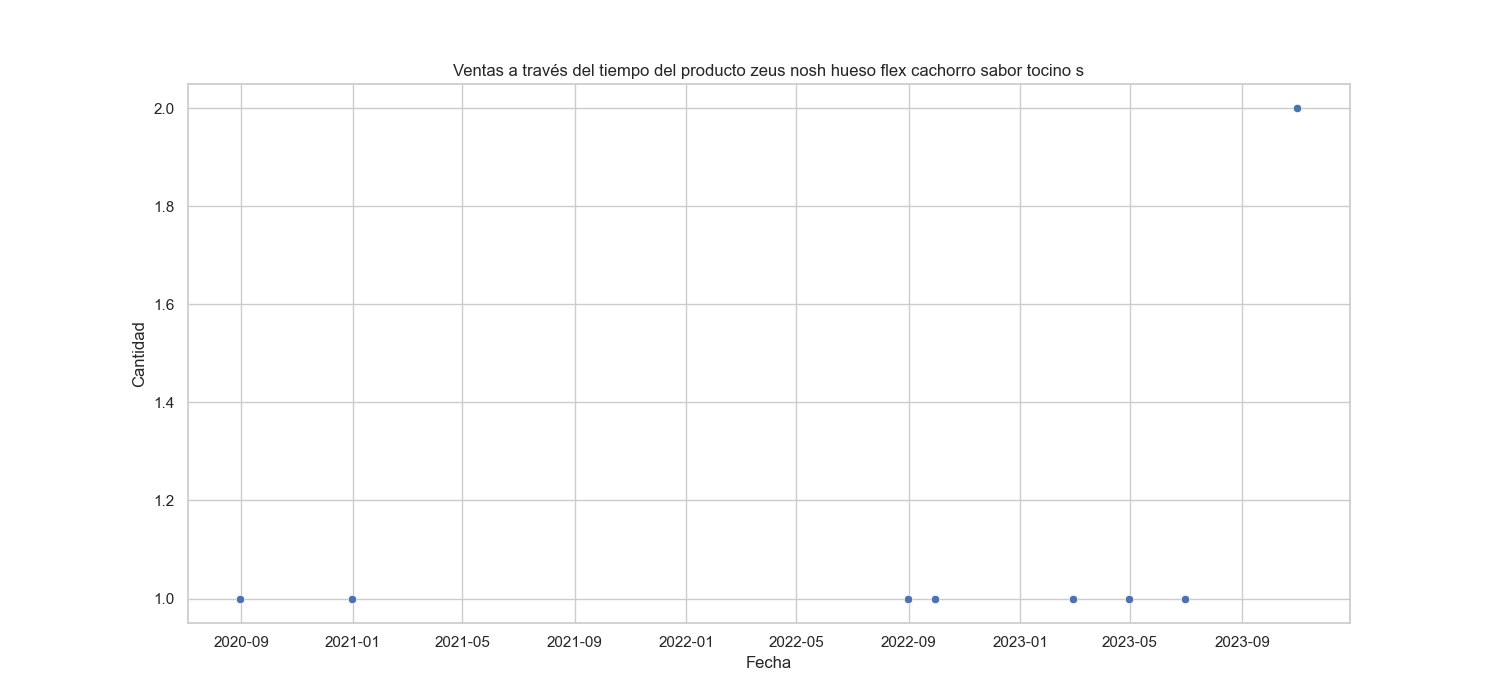 Ventas a través del tiempo del producto zeus nosh hueso flex cachorro sabor tocino s
2.0
1.8
1.6
1.4
1.2
1.0
Cantidad
2020-09 2021-01 2021-05 2021-09 2022-01 2022-05 2022-09 2023-01 2023-05 2023-09
Fecha